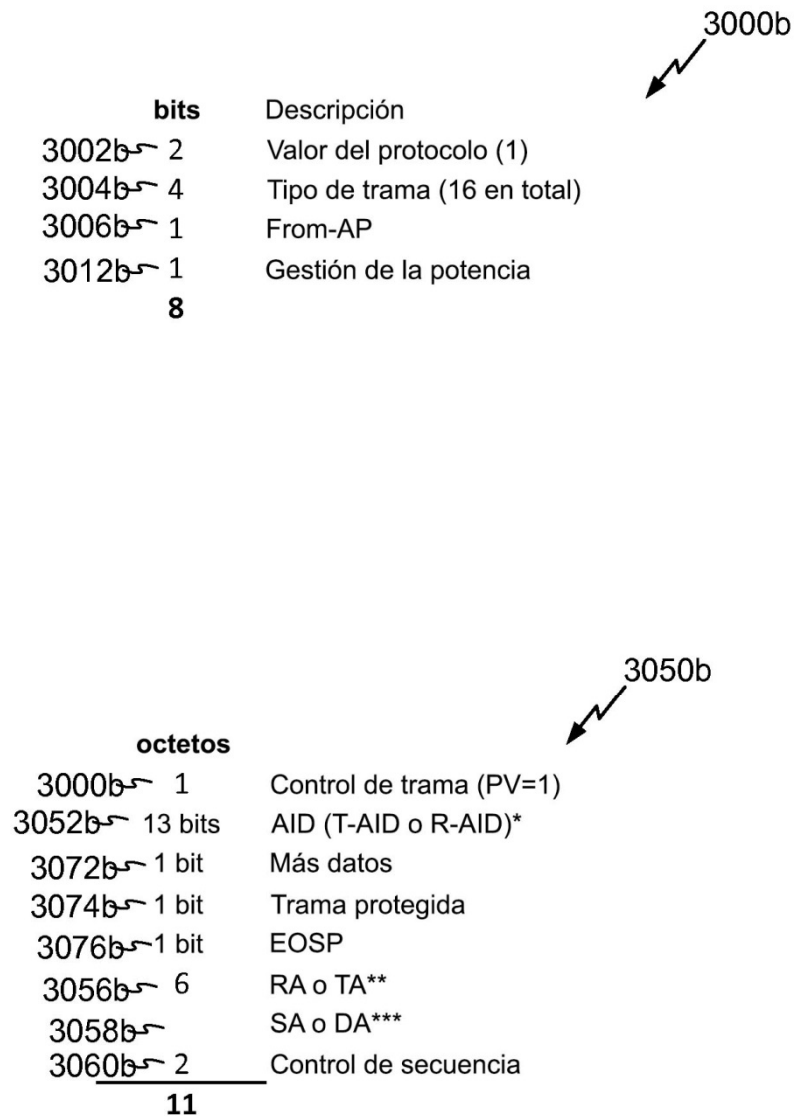 3000b
bits Descripción
3002b 2 Valor del protocolo (1)
3004b 4 Tipo de trama (16 en total)
3006b 1 From-AP
3012b 1 Gestión de la potencia
8
3050b
octetos
3000b 1 Control de trama (PV=1)
3052b 13 bits AID (T-AID o R-AID)*
3072b 1 bit Más datos
3074b 1 bit Trama protegida
3076b 1 bit EOSP
3056b 6 RA o TA**
3058b SA o DA***
3060b 2 Control de secuencia
11